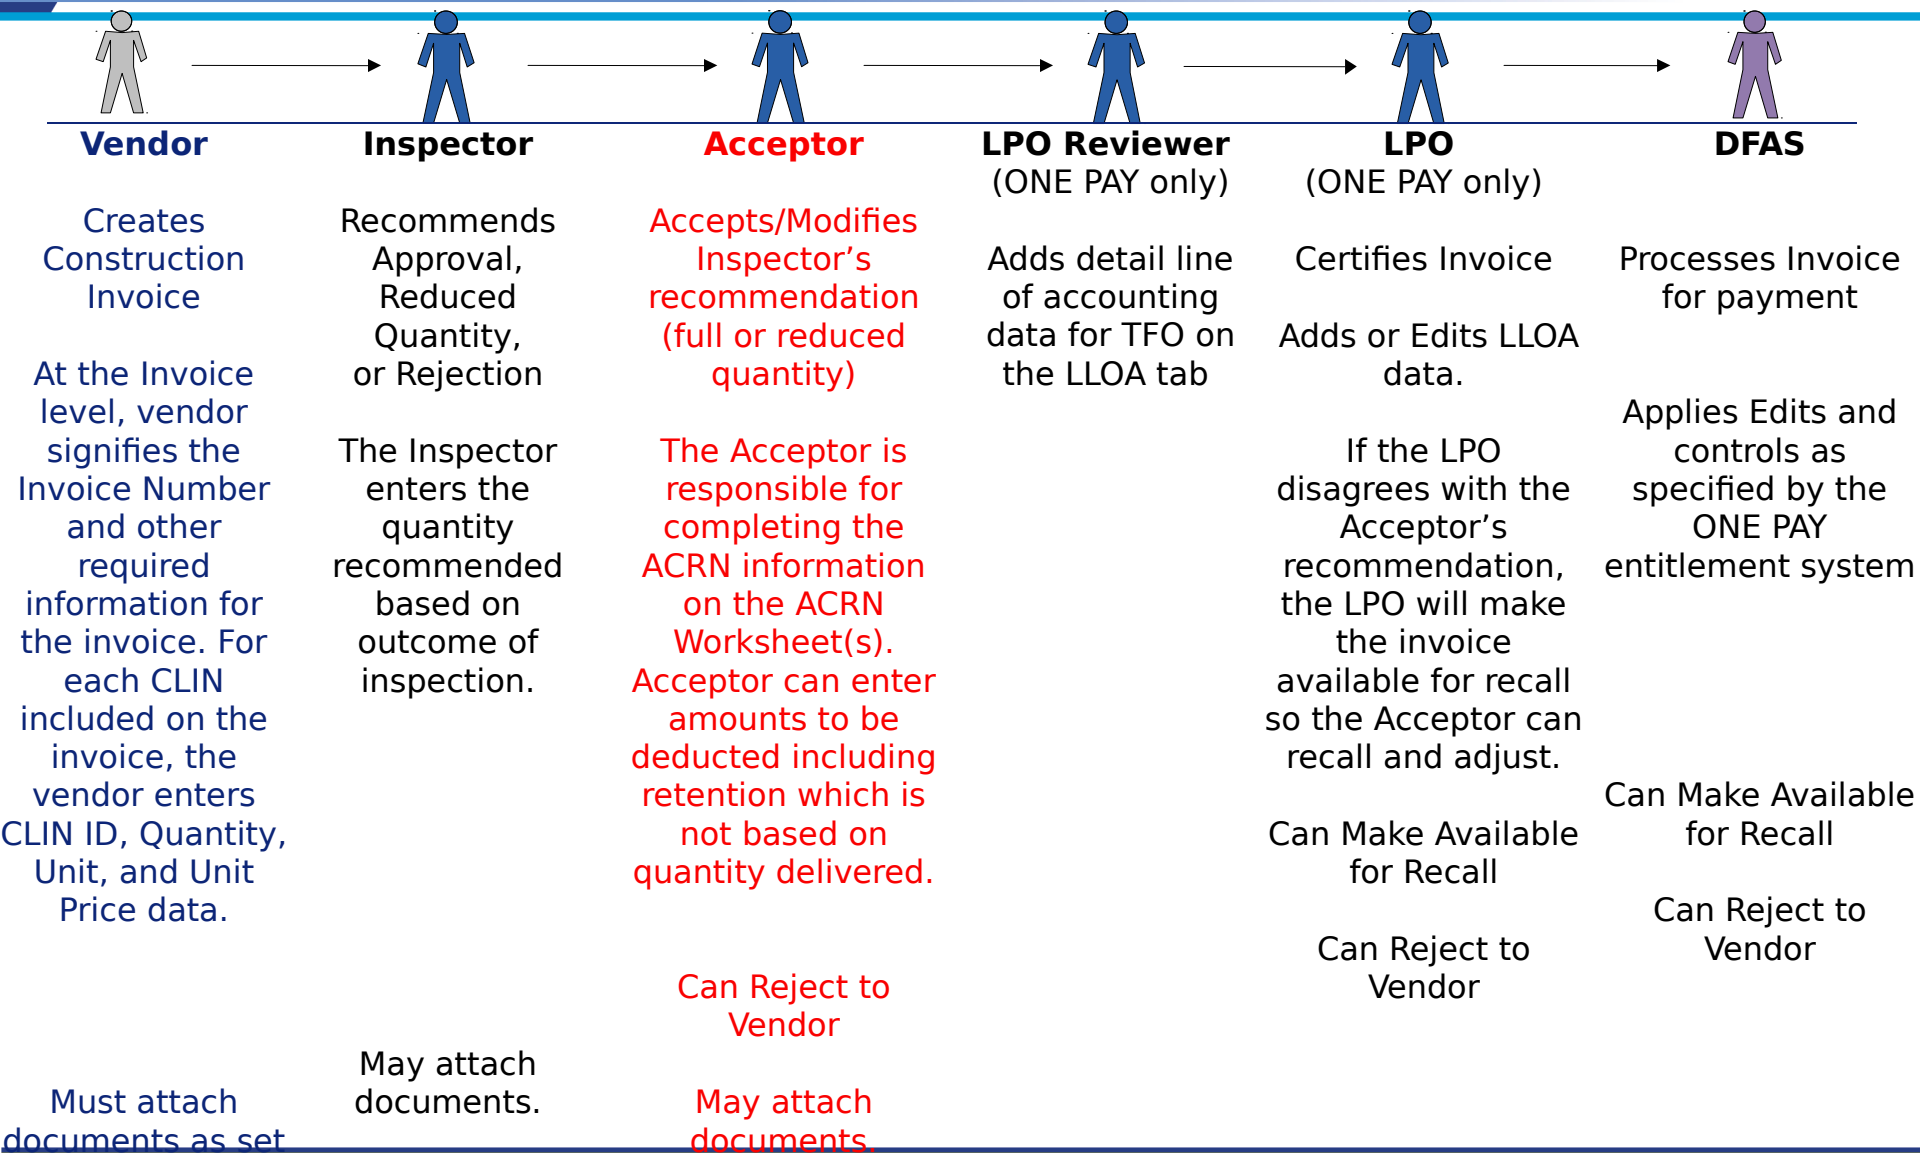 Vendor
Creates
Construction
Invoice
At the Invoice
level, vendor
signifies the
Invoice Number
and other
required
information for
the invoice. For
each CLIN
included on the
invoice, the
vendor enters
CLIN ID, Quantity,
Unit, and Unit
Price data.
Must attach
documents as set
Inspector
Recommends
Approval,
Reduced
Quantity,
or Rejection
The Inspector
enters the
quantity
recommended
based on
outcome of
inspection.
May attach
documents.
Acceptor
Accepts/Modifies
Inspector’s
recommendation
(full or reduced
quantity)
The Acceptor is
responsible for
completing the
ACRN information
on the ACRN
Worksheet(s).
Acceptor can enter
amounts to be
deducted including
retention which is
not based on
quantity delivered.
Can Reject to
Vendor
May attach
documents.
LPO Reviewer
(ONE PAY only)
Adds detail line
of accounting
data for TFO on
the LLOA tab
LPO
(ONE PAY only)
Certifies Invoice
Adds or Edits LLOA
data.
If the LPO
disagrees with the
Acceptor’s
recommendation,
the LPO will make
the invoice
available for recall
so the Acceptor can
recall and adjust.
Can Make Available
for Recall
Can Reject to
Vendor
DFAS
Processes Invoice
for payment
Applies Edits and
controls as
specified by the
ONE PAY
entitlement system
Can Make Available
for Recall
Can Reject to
Vendor